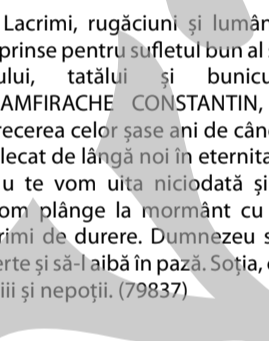 Lacrimi, rugăciuni și lumân
prinse pentru sufletul bun al
ului, tatălui și bunicu
AMFIRACHE CONSTANTIN,
recerea celor șase ani de cân
lecat de lângă noi în eternita
u te vom uita niciodată și
om plânge la mormânt cu
rimi de durere. Dumnezeu s
erte și să-l aibă în pază. Soția,
iii și nepoții. (79837)